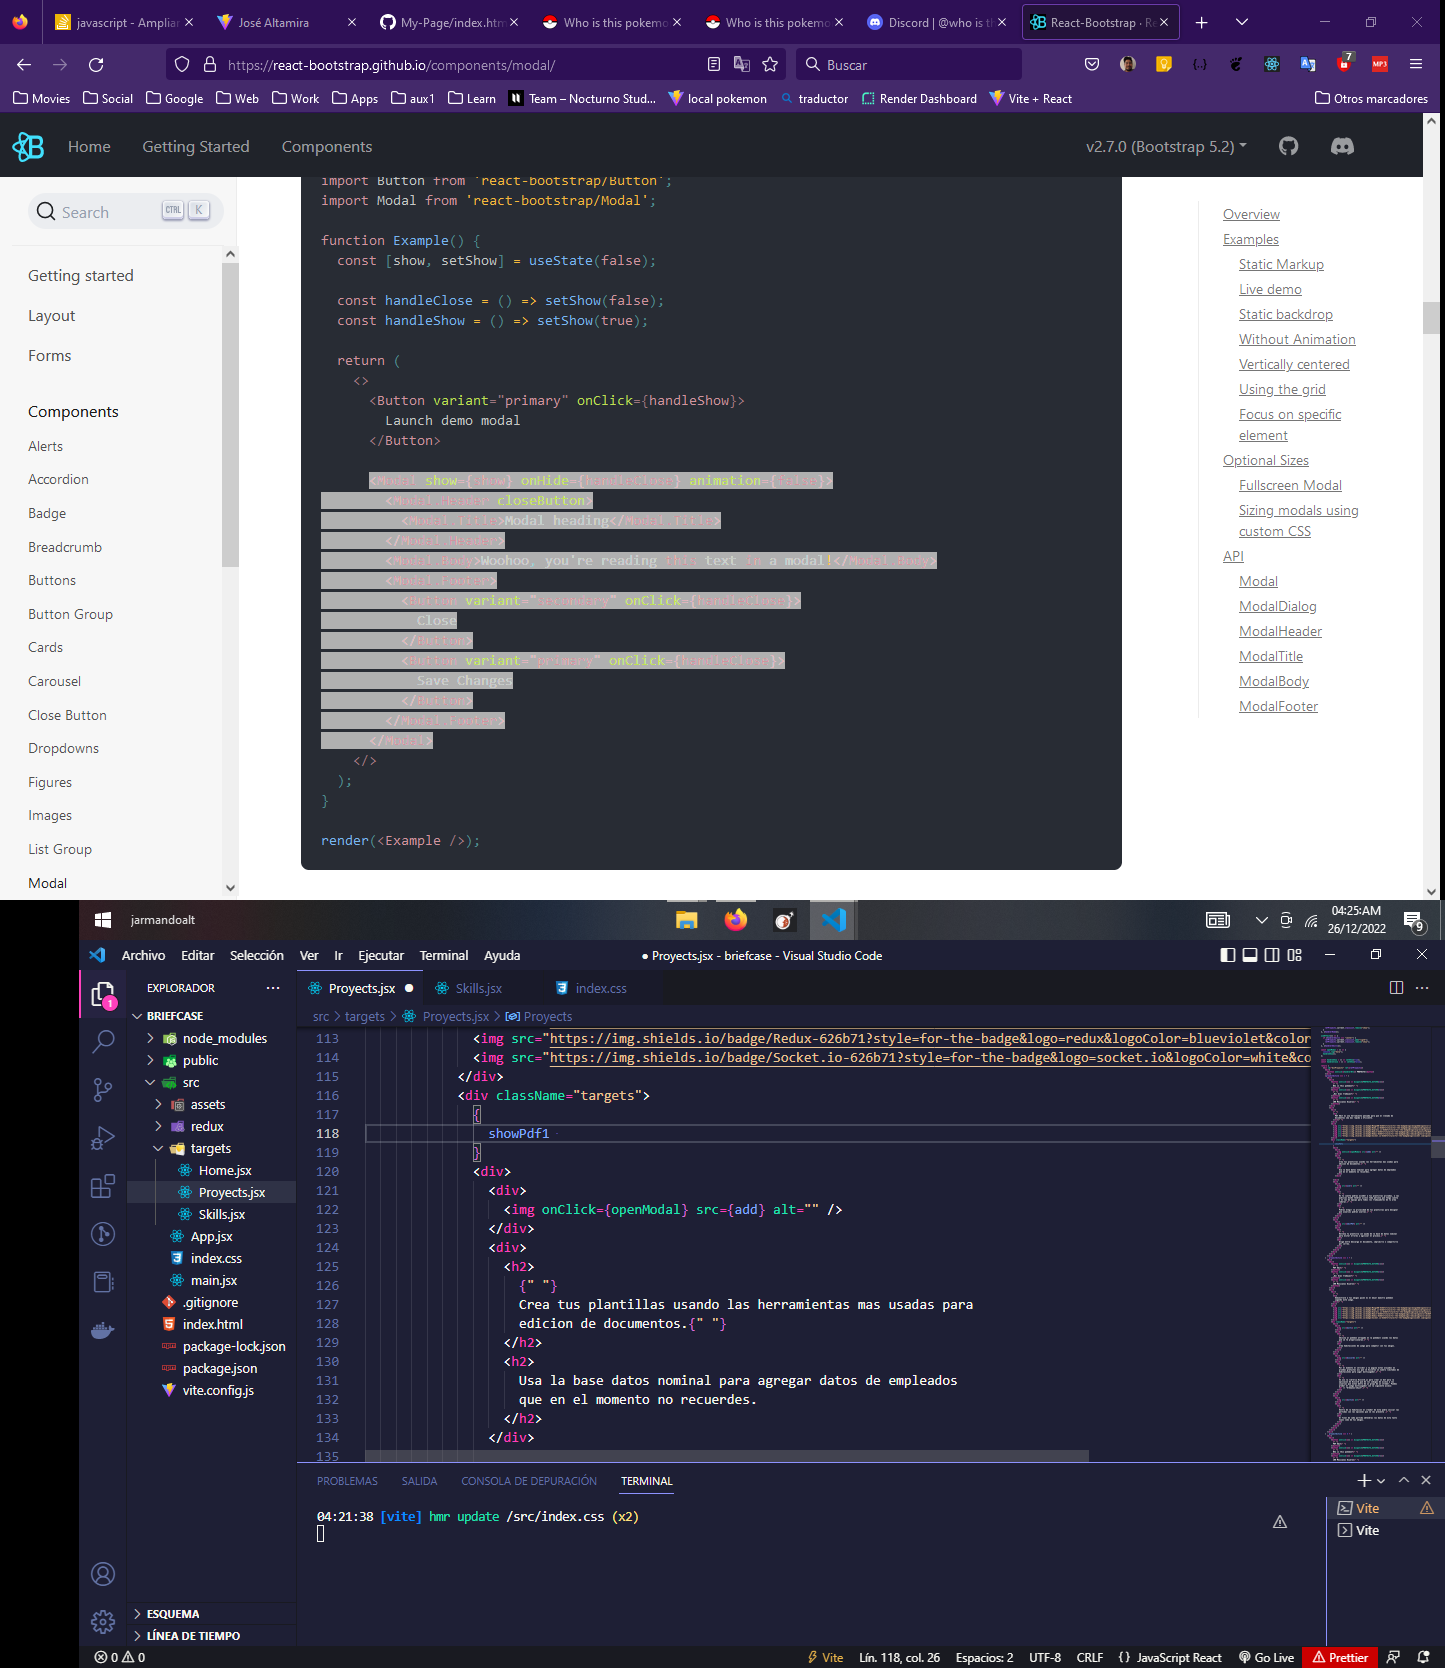 javascript - Ampliar
José Altamira
My-Page/index.htm
Who is this pokemo
Who is this pokemo
Discord | @who is th
React-Bootstrap · Re
https://react-bootstrap.github.io/components/modal/
Buscar
7
MP3
Movies
Social
Google
Web
Work
Apps
aux1
Learn
Team – Nocturno Stud...
local pokemon
traductor
Render Dashboard
Vite + React
Otros marcadores
Home
Getting Started
Components
v2.7.0 (Bootstrap 5.2)
Search
CTRL
K
Getting started
Layout
Forms
Components
Alerts
Accordion
Badge
Breadcrumb
Buttons
Button Group
Cards
Carousel
Close Button
Dropdowns
Figures
Images
List Group
Modal
import Button from 'react-bootstrap/Button';
import Modal from 'react-bootstrap/Modal';
function Example() {
const [show, setShow] = useState(false);
const handleClose = () => setShow(false);
const handleShow = () => setShow(true);
return (
<>
<Button variant="primary" onClick={handleShow}>
Launch demo modal
</Button>
<Modal show={show} onHide={handleClose} animation={false}>
<Modal.Header closeButton>
<Modal.Title>Modal heading</Modal.Title>
</Modal.Header>
<Modal.Body>Woohoo, you're reading this text in a modal!</Modal.Body>
<Modal.Footer>
<Button variant="secondary" onClick={handleClose}>
Close
</Button>
<Button variant="primary" onClick={handleClose}>
Save Changes
</Button>
</Modal.Footer>
</Modal>
</>
);
}
render(<Example />);
Overview
Examples
Static Markup
Live demo
Static backdrop
Without Animation
Vertically centered
Using the grid
Focus on specific
element
Optional Sizes
Fullscreen Modal
Sizing modals using
custom CSS
API
Modal
ModalDialog
ModalHeader
ModalTitle
ModalBody
ModalFooter
jarmandoalt
04:25:AM
26/12/2022
9
Archivo
Editar
Selección
Ver
Ir
Ejecutar
Terminal
Ayuda
● Proyects.jsx - briefcase - Visual Studio Code
1
EXPLORADOR
BRIEFCASE
node_modules
public
src
assets
redux
targets
Home.jsx
Proyects.jsx
Skills.jsx
App.jsx
index.css
main.jsx
.gitignore
index.html
package-lock.json
package.json
vite.config.js
ESQUEMA
LÍNEA DE TIEMPO
Proyects.jsx
Skills.jsx
index.css
src > targets > Proyects.jsx > Proyects
113 <img src="https://img.shields.io/badge/Redux-626b71?style=for-the-badge&logo=redux&logoColor=blueviolet&color
114 <img src="https://img.shields.io/badge/Socket.io-626b71?style=for-the-badge&logo=socket.io&logoColor=white&co
115 </div>
116 <div className="targets">
117 {
118 showPdf1
119 }
120 <div>
121 <div>
122 <img onClick={openModal} src={add} alt="" />
123 </div>
124 <div>
125 <h2>
126 {" "}
127 Crea tus plantillas usando las herramientas mas usadas para
128 edicion de documentos.{" "}
129 </h2>
130 <h2>
131 Usa la base datos nominal para agregar datos de empleados
132 que en el momento no recuerdes.
133 </h2>
134 </div>
135
PROBLEMAS
SALIDA
CONSOLA DE DEPURACIÓN
TERMINAL
04:21:38 [vite] hmr update /src/index.css (x2)
Vite
Vite
0
0
Vite
Lín. 118, col. 26
Espacios: 2
UTF-8
CRLF
{ } JavaScript React
Go Live
Prettier